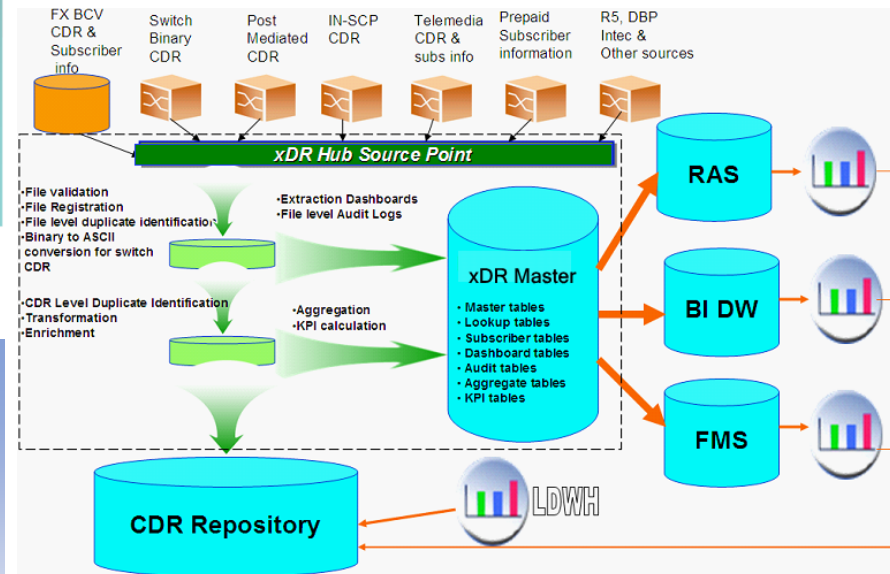 FX BCV
CDR &
Subscriber
info
Switch
Binary
CDR
Post
Mediated
CDR
IN-SCP
CDR
Telemedia
CDR &
subs info
Prepaid
Subscriber
information
R5, DBP
Intec &
Other sources
xDR Hub Source Point
•File validation
•File Registration
•File level duplicate identification
•Binary to ASCII
conversion for switch
CDR
•Extraction Dashboards
•File level Audit Logs
•CDR Level Duplicate Identification
•Transformation
•Enrichment
•Aggregation
•KPI calculation
xDR Master
• Master tables
• Lookup tables
• Subscriber tables
• Dashboard tables
• Audit tables
• Aggregate tables
• KPI tables
RAS
BI DW
FMS
CDR Repository
LDWH